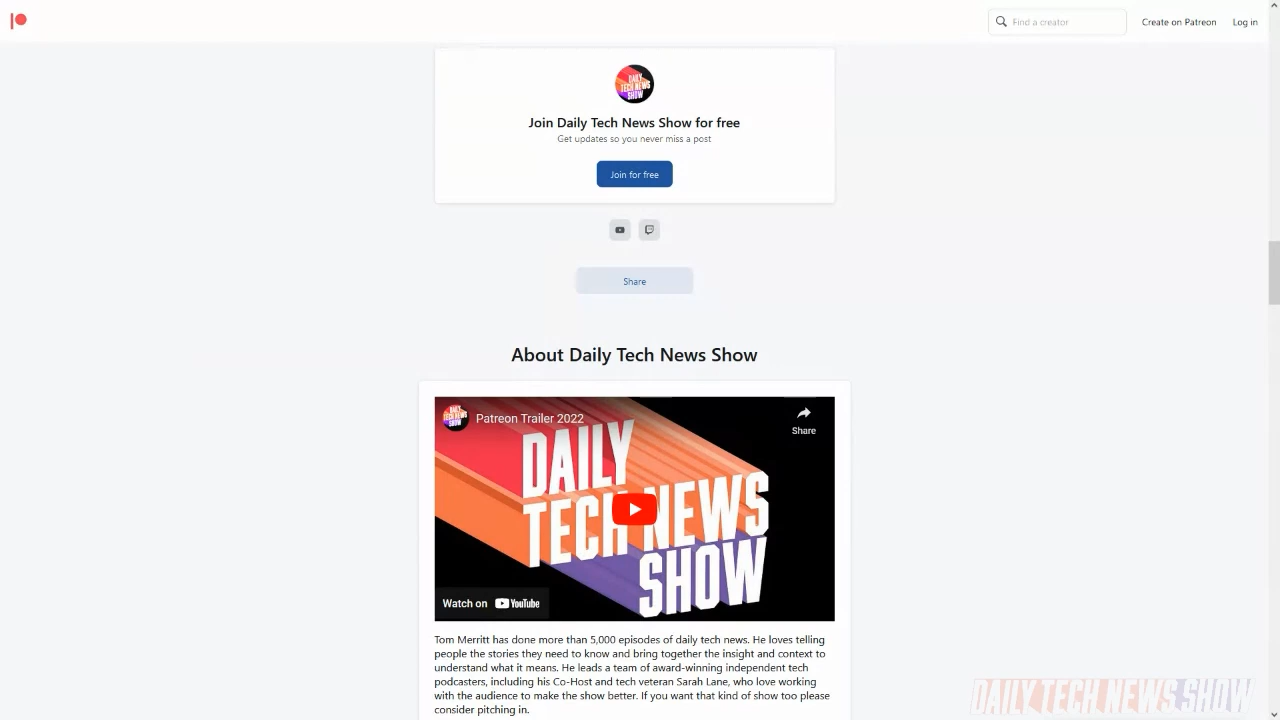 Find a creator
Create on Patreon
Log in
DAILY
TECH NEWS
SHOW
Join Daily Tech News Show for free
Get updates so you never miss a post
Join for free
Share
About Daily Tech News Show
DAILY
TECH NEWS
SHOW
Patreon Trailer 2022
Share
DAILY
TECH NEWS
SHOW
Watch on YouTube
Tom Merritt has done more than 5,000 episodes of daily tech news. He loves telling
people the stories they need to know and bring together the insight and context to
understand what it means. He leads a team of award-winning independent tech
podcasters, including his Co-Host and tech veteran Sarah Lane, who love working
with the audience to make the show better. If you want that kind of show too please
consider pitching in.
DAILY TECH NEWS SHOW